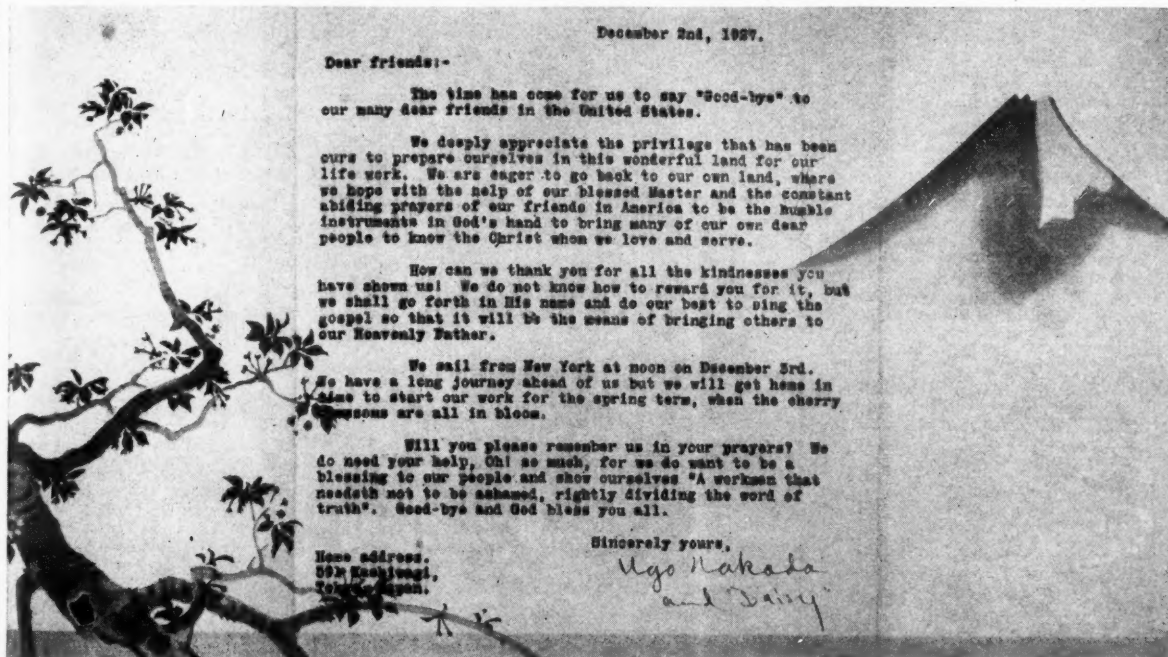 December 2nd, 1927.
Dear friends:-
The time has come for us to say "Good-bye" to
our many dear friends in the United States.
We deeply appreciate the privilege that has been
ours to prepare ourselves in this wonderful land for our
life work. We are eager to go back to our own land, where
we hope with the help of our blessed Master and the constant
abiding prayers of our friends in America to be the humble
instruments in God's hand to bring many of our own dear
people to know the Christ whom we love and serve.
How can we thank you for all the kindnesses you
have shown us! We do not know how to reward you for it, but
we shall go forth in His name and do our best to sing the
gospel so that it will be the means of bringing others to
our Heavenly Father.
We sail from New York at noon on December 3rd.
We have a long journey ahead of us but we will get home in
time to start our work for the spring term, when the cherry
blossoms are all in bloom.
Will you please remember us in your prayers? We
do need your help, Oh! so much, for we do want to be a
blessing to our people and show ourselves "A workman that
needeth not to be ashamed, rightly dividing the word of
truth". Good-bye and God bless you all.
Sincerely yours,
Ugo Nakada
and "Daisy"
Home address.
Kashiwagi,
Tokyo, Japan.